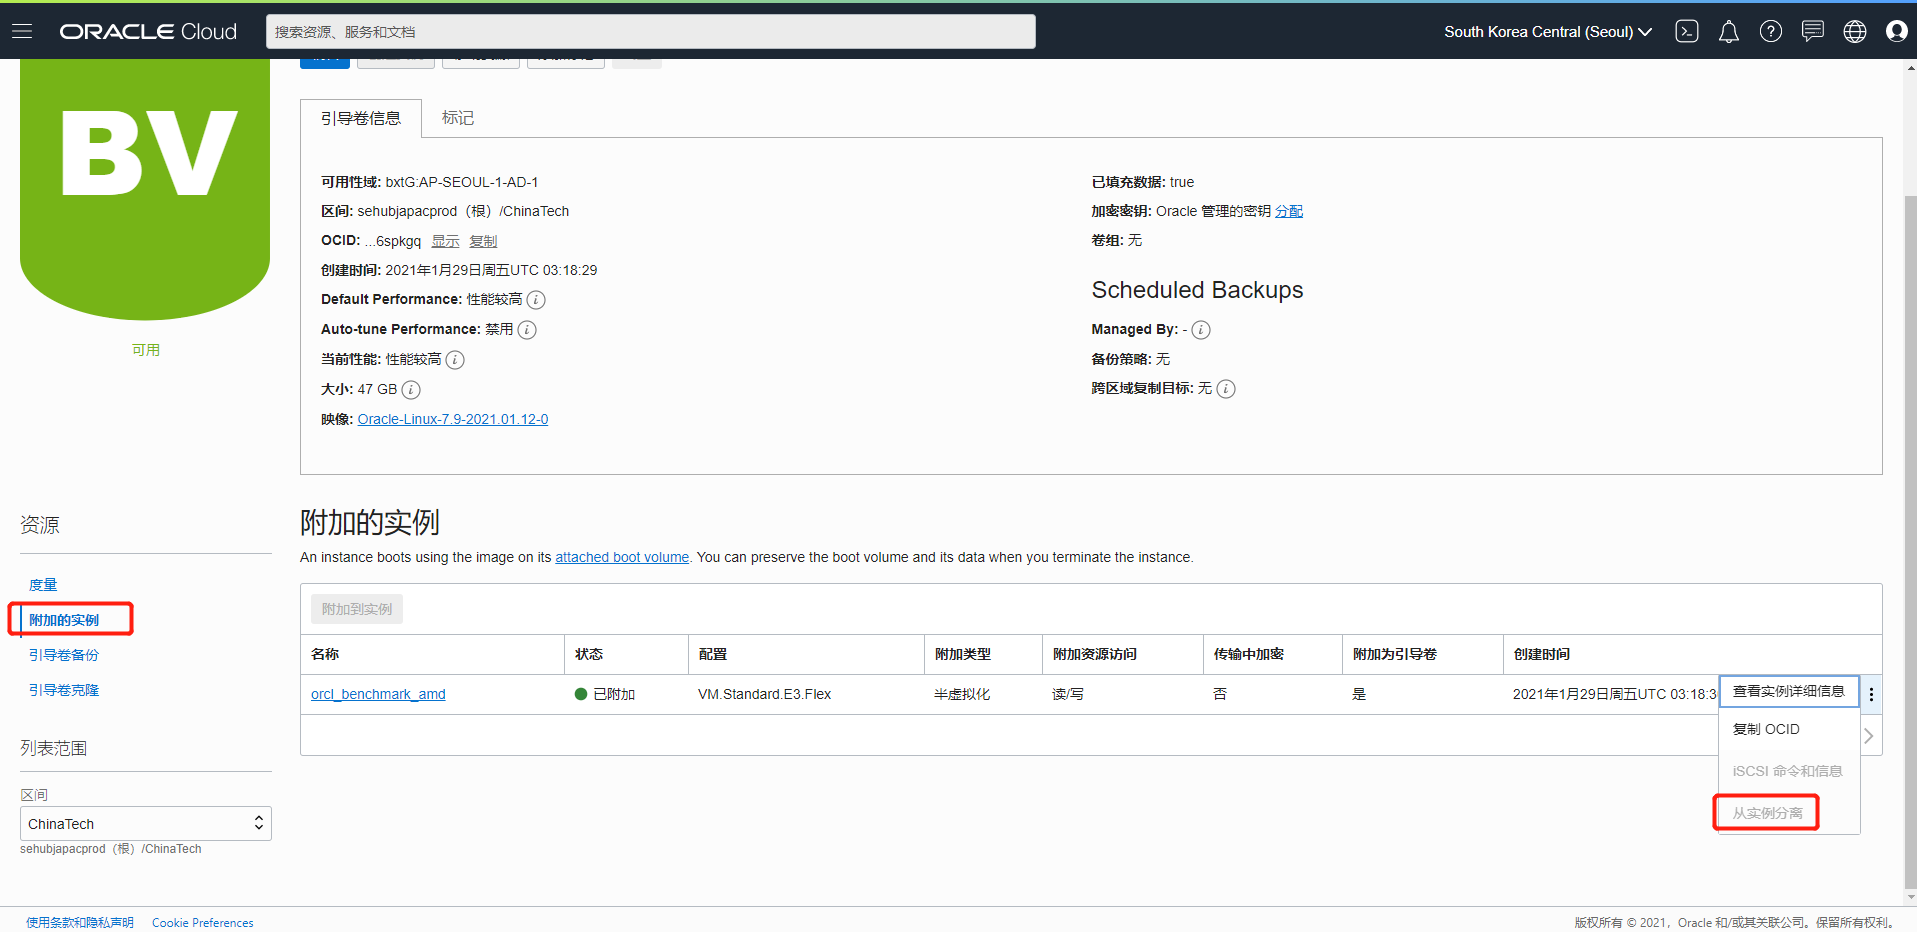 ORACLE Cloud
搜索资源、服务和文档
South Korea Central (Seoul)
BV
可用
引导卷信息
标记
可用性域: bxtG:AP-SEOUL-1-AD-1
区间: sehubjapacprod（根）/ChinaTech
OCID: ...6spkgq 显示 复制
创建时间: 2021年1月29日周五UTC 03:18:29
Default Performance: 性能较高
Auto-tune Performance: 禁用
当前性能: 性能较高
大小: 47 GB
映像: Oracle-Linux-7.9-2021.01.12-0
已填充数据: true
加密密钥: Oracle 管理的密钥 分配
卷组: 无
Scheduled Backups
Managed By: -
备份策略: 无
跨区域复制目标: 无
资源
度量
附加的实例
引导卷备份
引导卷克隆
列表范围
区间
ChinaTech
sehubjapacprod（根）/ChinaTech
附加的实例
An instance boots using the image on its attached boot volume. You can preserve the boot volume and its data when you terminate the instance.
附加到实例
名称 状态 配置 附加类型 附加资源访问 传输中加密 附加为引导卷 创建时间
orcl_benchmark_amd 已附加 VM.Standard.E3.Flex 半虚拟化 读/写 否 是 2021年1月29日周五UTC 03:18:3
查看实例详细信息
复制 OCID
iSCSI 命令和信息
从实例分离
使用条款和隐私声明 Cookie Preferences
版权所有 © 2021，Oracle 和/或其关联公司。保留所有权利。